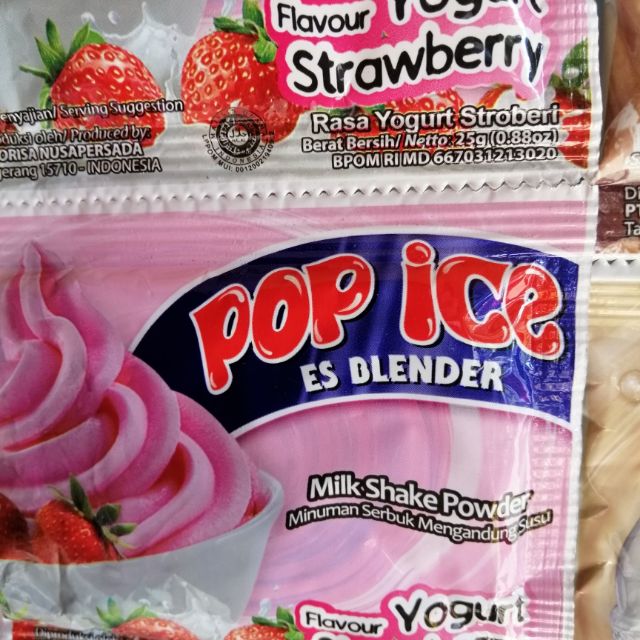 Flavour Yogurt
Strawberry
Serving Suggestion
Produced by:
NUSAPERSADA
15710 - INDONESIA
Rasa Yogurt Stroberi
Berat Bersih/ Netto: 25g (0.88oz)
BPOM RI MD 667031213020
POP ICE
ES BLENDER
Milk Shake Powder
Minuman Serbuk Mengandung Susu
Flavour Yogurt